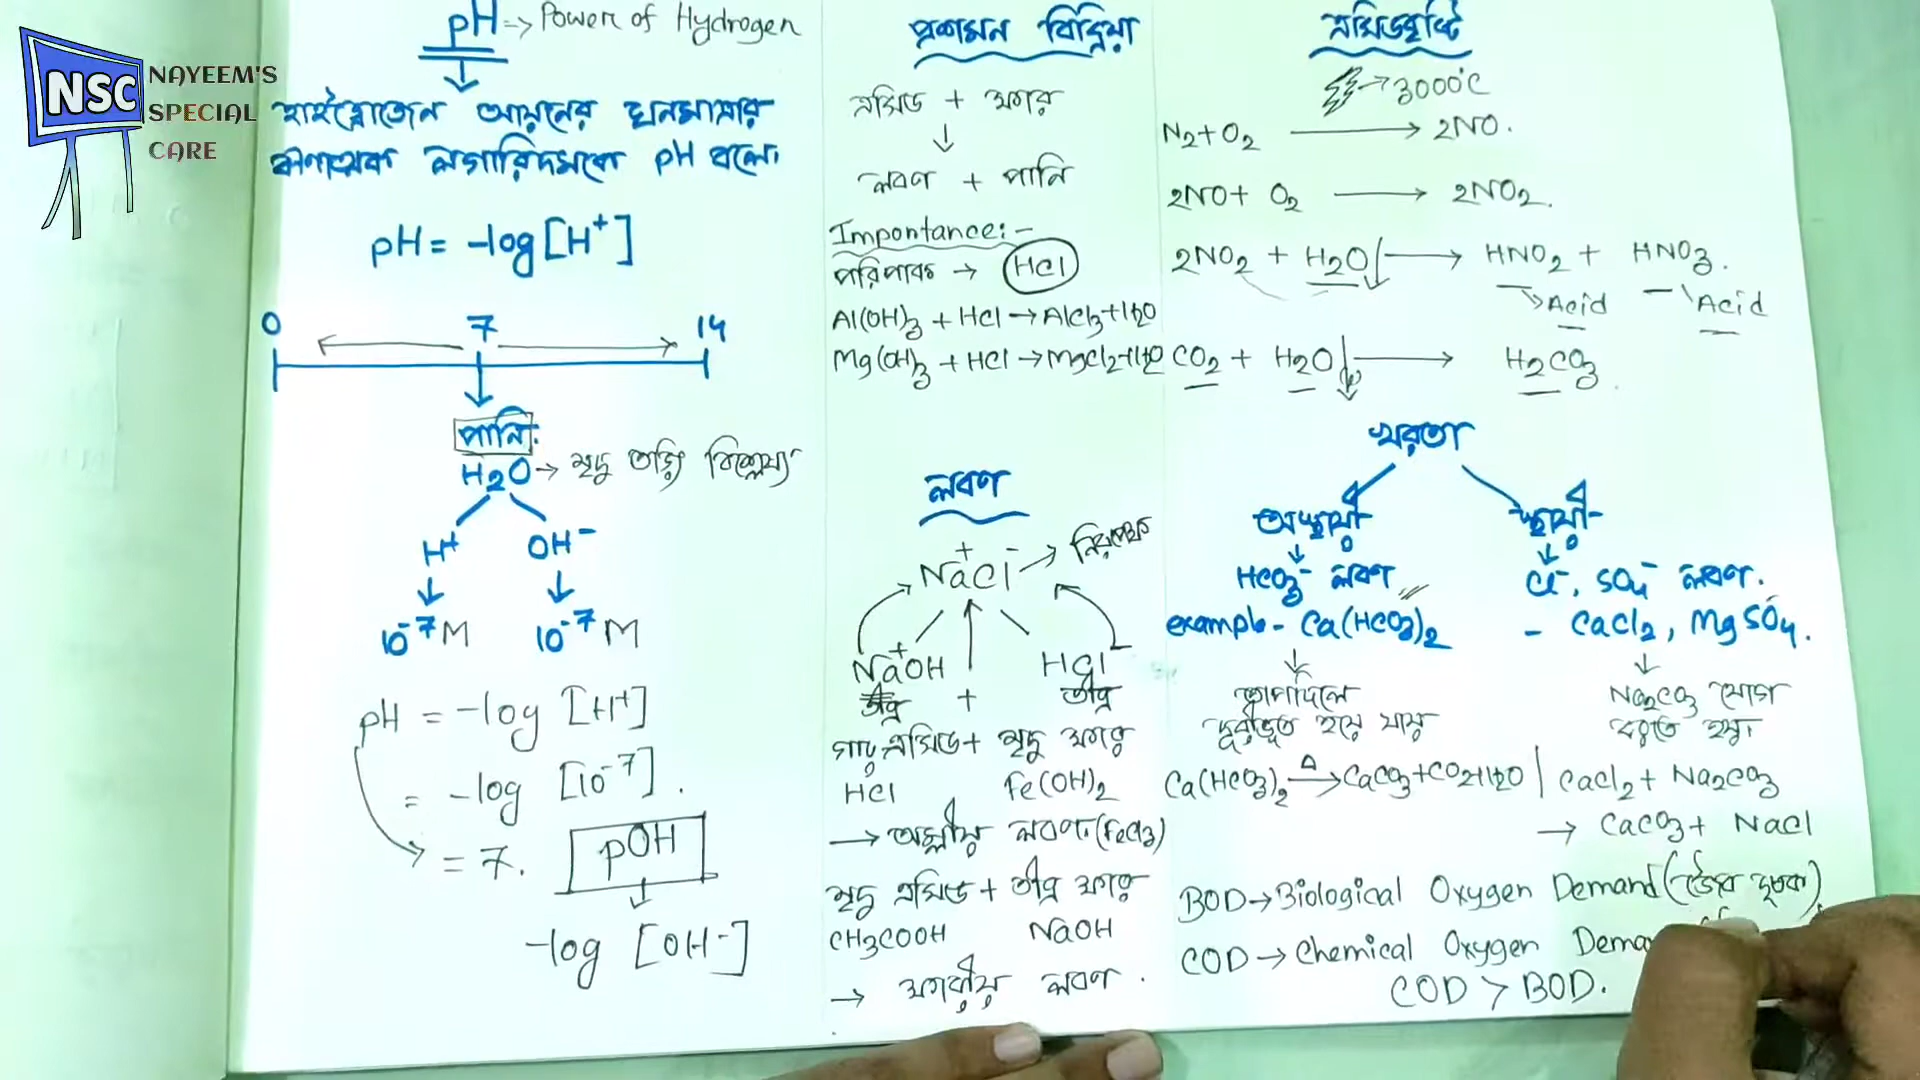 NSC
NAYEEM'S
SPECIAL
CARE
pH → Power of Hydrogen
হাইড্রোজেন আয়নের ঘনমাত্রার
ঋণাত্মক লগারিদমকে pH বলে।
pH = -log [H⁺]
0 7 14
পানি
H₂O → মৃদু তড়িৎ বিশ্লেষ্য
H⁺ OH⁻
10⁻⁷ M 10⁻⁷ M
pH = -log [H⁺]
= -log [10⁻⁷].
= 7. pOH
-log [OH⁻]
প্রশমন বিক্রিয়া
এসিড + ক্ষার
↓
লবণ + পানি
Importance:-
পরিপাক → HCl
Al(OH)₃ + HCl → AlCl₃+H₂O
Mg(OH)₃ + HCl → MgCl₂+H₂O
লবণ
NaCl → নিরপেক্ষ
+ -
NaOH + HCl
তীব্র তীব্র
গাঢ় এসিড + মৃদু ক্ষার
HCl Fe(OH)₂
→ অম্লীয় লবণ (FeCl₃)
মৃদু এসিড + তীব্র ক্ষার
CH₃COOH NaOH
→ ক্ষারীয় লবণ .
এসিডবৃষ্টি
→ 3000°C
N₂+O₂ → 2NO.
2NO+ O₂ → 2NO₂.
2NO₂ + H₂O → HNO₂ + HNO₃.
Acid Acid
CO₂ + H₂O → H₂CO₃.
খরতা
অস্থায়ী স্থায়ী
HCO₃⁻ লবণ Cl⁻, SO₄⁻ লবণ.
example - Ca(HCO₃)₂ - CaCl₂, MgSO₄.
তাপ দিলে Na₂CO₃ যোগ
দূরীভূত হয়ে যায় করতে হয়।
Ca(HCO₃)₂ →Δ CaCO₃+CO₂+H₂O | CaCl₂+ Na₂CO₃
→ CaCO₃+ NaCl
BOD → Biological Oxygen Demand (জৈব দূষক)
COD → Chemical Oxygen
COD > BOD.